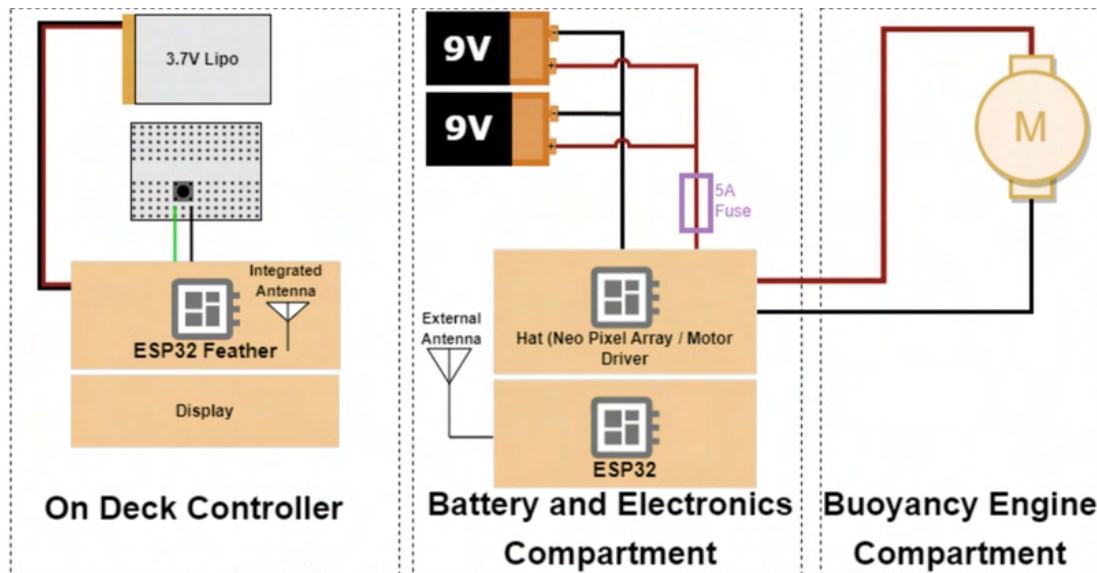 3.7V Lipo
Integrated
Antenna
ESP32 Feather
Display
On Deck Controller
9V
9V
5A
Fuse
External
Antenna
Hat (Neo Pixel Array / Motor
Driver
ESP32
Battery and Electronics
Compartment
M
Buoyancy Engine
Compartment